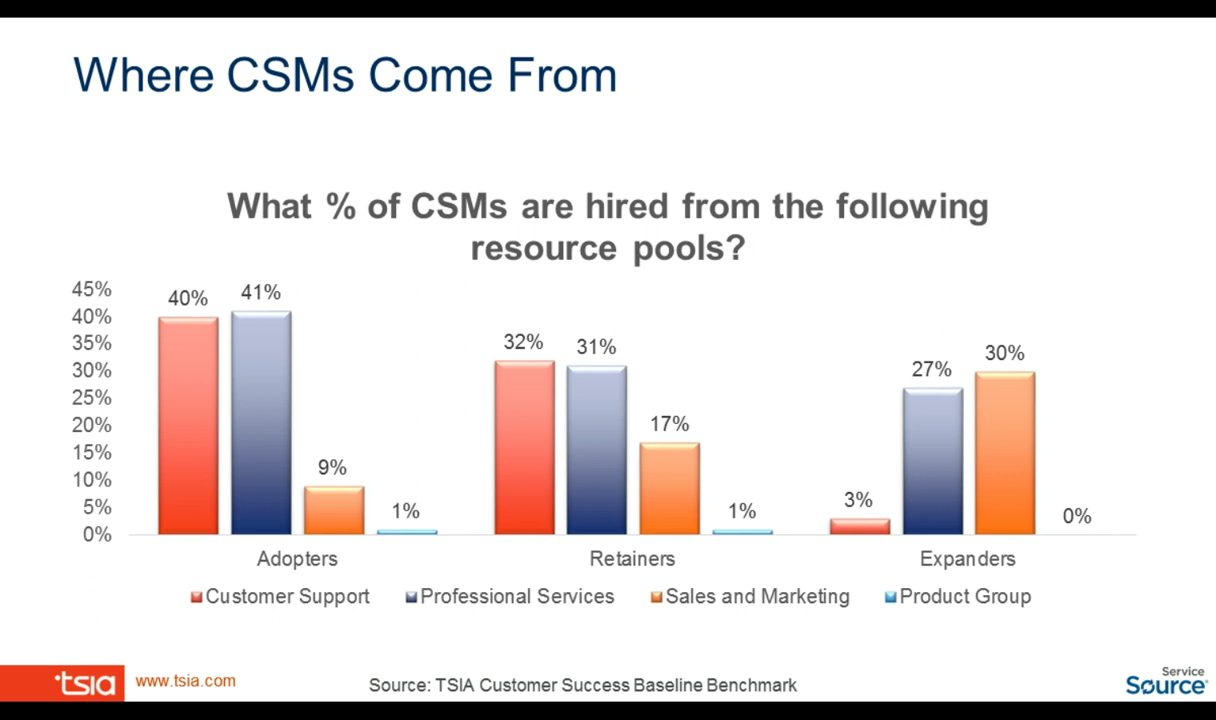 Where CSMs Come From
What % of CSMs are hired from the following
resource pools?
45%
40%
35%
30%
25%
20%
15%
10%
5%
0%
40%
41%
9%
1%
32%
31%
17%
1%
3%
27%
30%
0%
Adopters
Retainers
Expanders
Customer Support
Professional Services
Sales and Marketing
Product Group
tsia
www.tsia.com
Source: TSIA Customer Success Baseline Benchmark
Service
Source